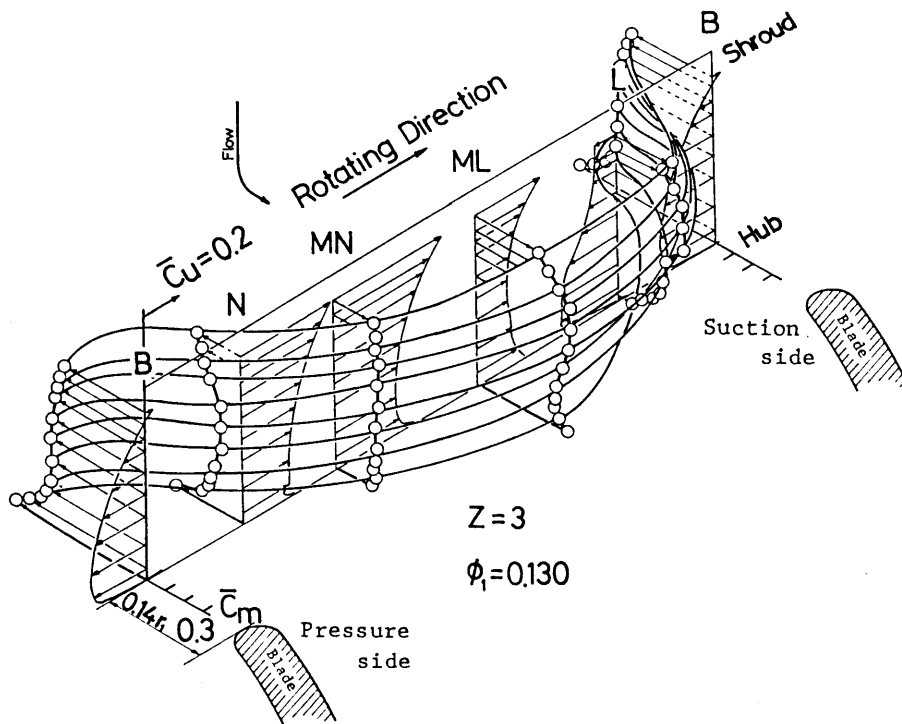 B
Shroud
L
Flow
Rotating Direction
ML
C̅u=0.2
MN
N
Hub
B
Suction
side
Blade
Z=3
ϕ₁=0.130
0.14r₁
0.3
C̅m
Pressure
side
Blade